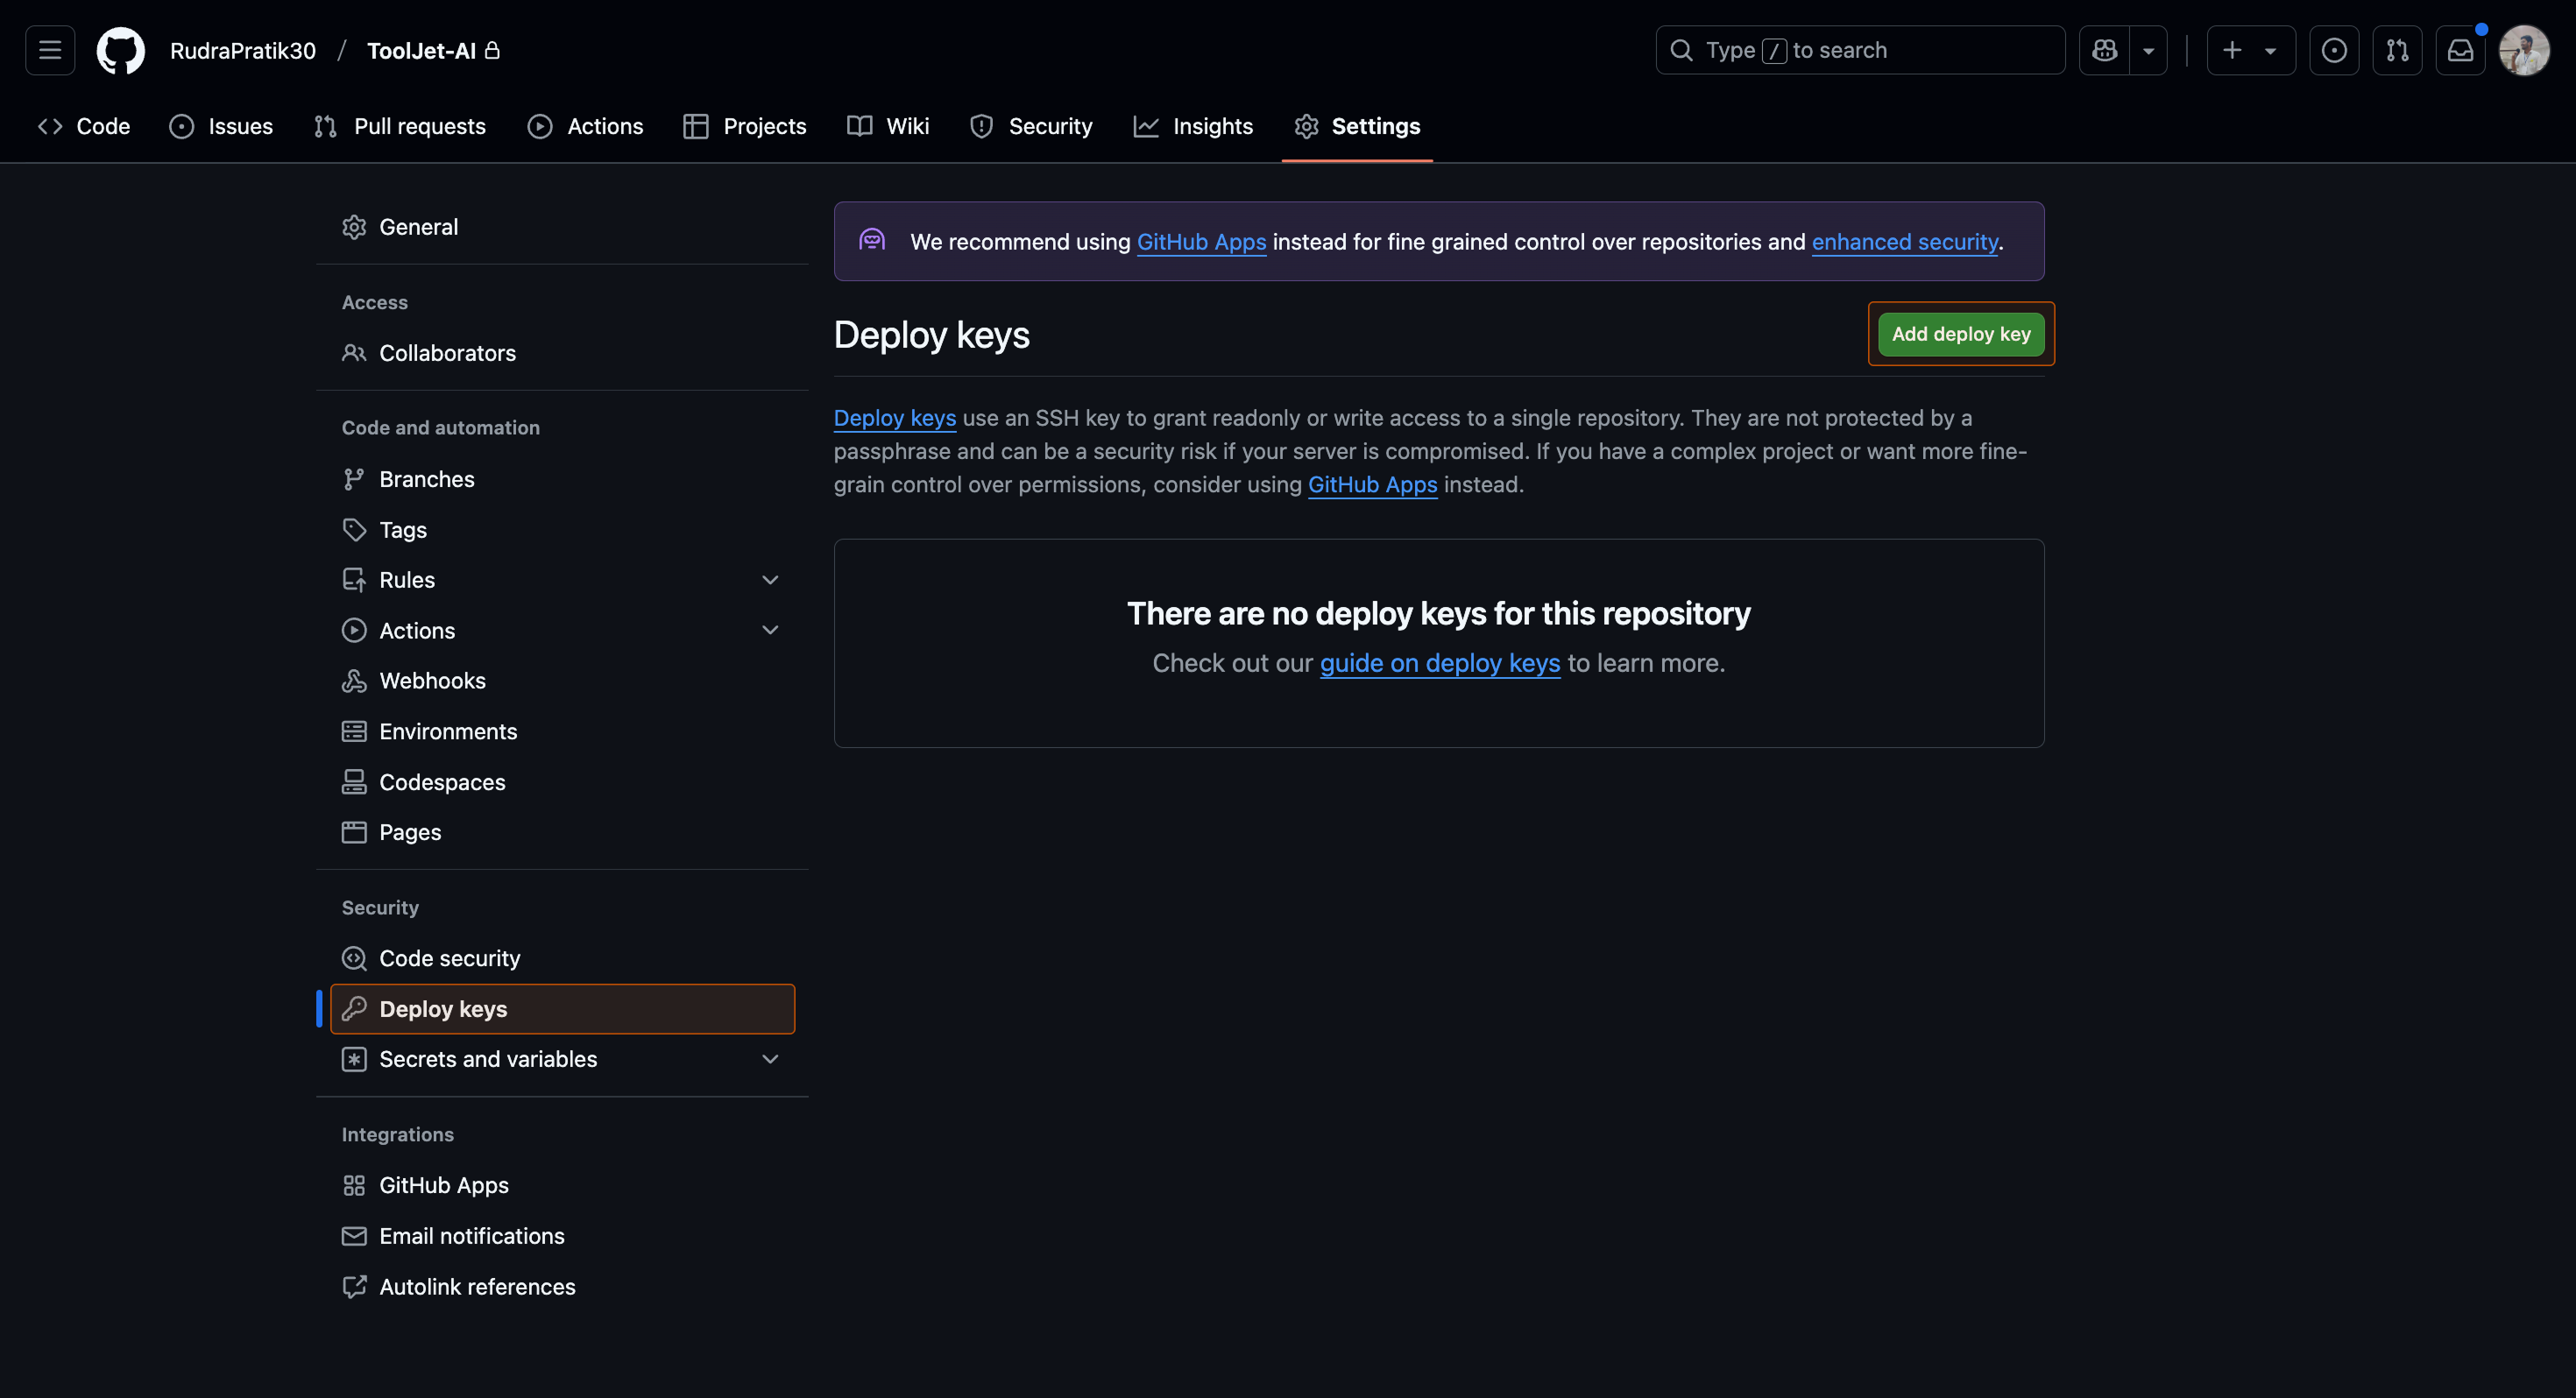 RudraPratik30 / ToolJet-AI
Type / to search
Code
Issues
Pull requests
Actions
Projects
Wiki
Security
Insights
Settings
General
Access
Collaborators
Code and automation
Branches
Tags
Rules
Actions
Webhooks
Environments
Codespaces
Pages
Security
Code security
Deploy keys
Secrets and variables
Integrations
GitHub Apps
Email notifications
Autolink references
We recommend using GitHub Apps instead for fine grained control over repositories and enhanced security.
Deploy keys
Add deploy key
Deploy keys use an SSH key to grant readonly or write access to a single repository. They are not protected by a
passphrase and can be a security risk if your server is compromised. If you have a complex project or want more fine-
grain control over permissions, consider using GitHub Apps instead.
There are no deploy keys for this repository
Check out our guide on deploy keys to learn more.